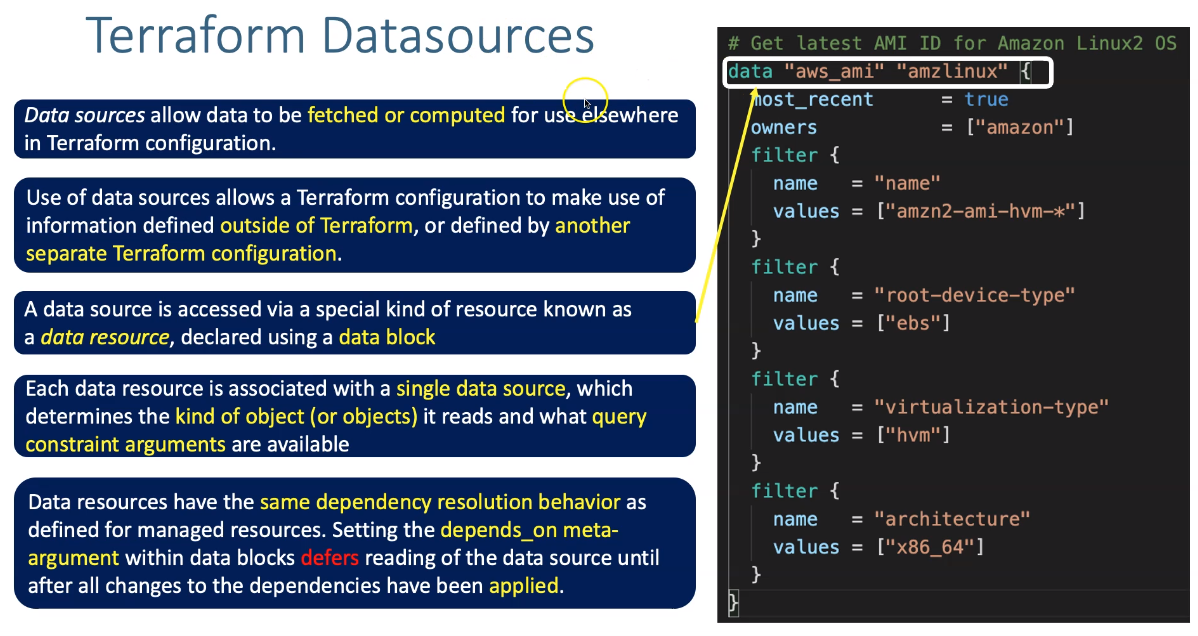 Terraform Datasources
Data sources allow data to be fetched or computed for use elsewhere
in Terraform configuration.
Use of data sources allows a Terraform configuration to make use of
information defined outside of Terraform, or defined by another
separate Terraform configuration.
A data source is accessed via a special kind of resource known as
a data resource, declared using a data block
Each data resource is associated with a single data source, which
determines the kind of object (or objects) it reads and what query
constraint arguments are available
Data resources have the same dependency resolution behavior as
defined for managed resources. Setting the depends_on meta-
argument within data blocks defers reading of the data source until
after all changes to the dependencies have been applied.
# Get latest AMI ID for Amazon Linux2 OS
data "aws_ami" "amzlinux" {
most_recent = true
owners = ["amazon"]
filter {
name = "name"
values = ["amzn2-ami-hvm-*"]
}
filter {
name = "root-device-type"
values = ["ebs"]
}
filter {
name = "virtualization-type"
values = ["hvm"]
}
filter {
name = "architecture"
values = ["x86_64"]
}
}